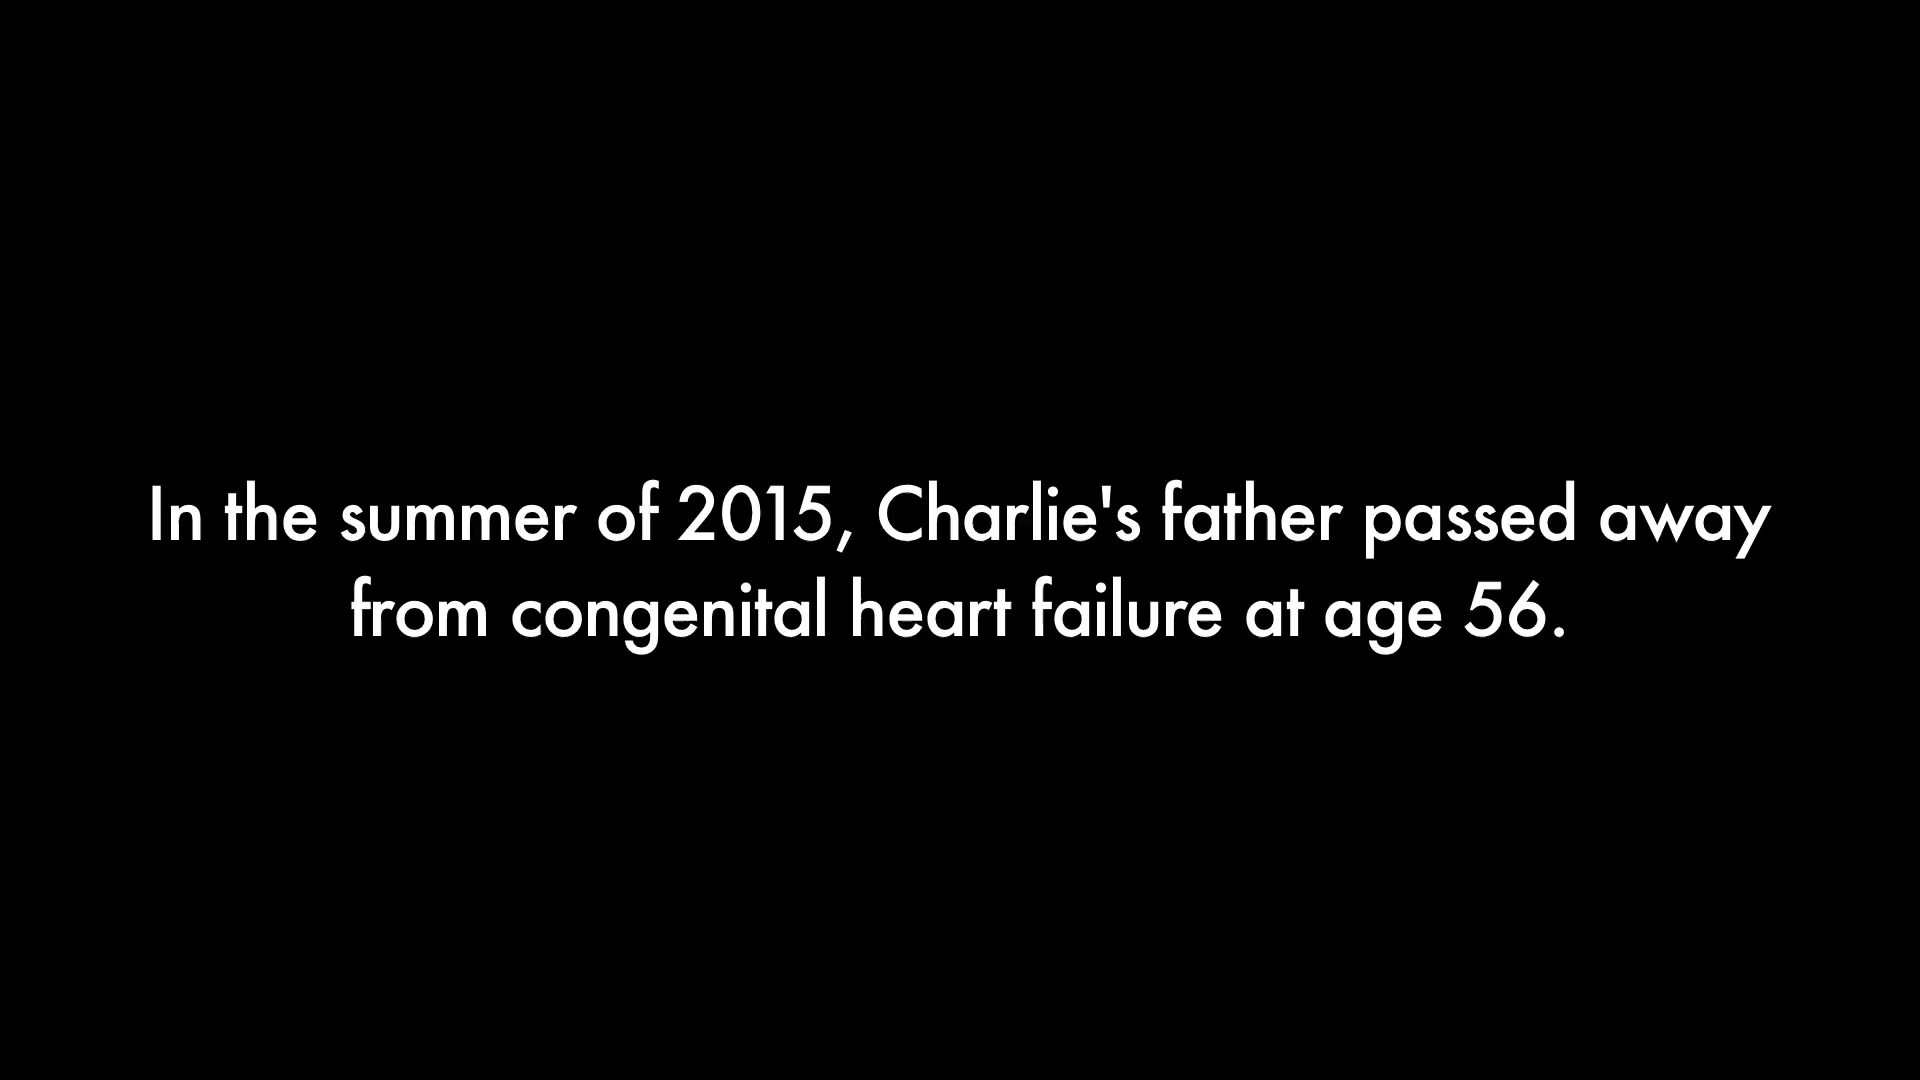 In the summer of 2015, Charlie's father passed away
from congenital heart failure at age 56.